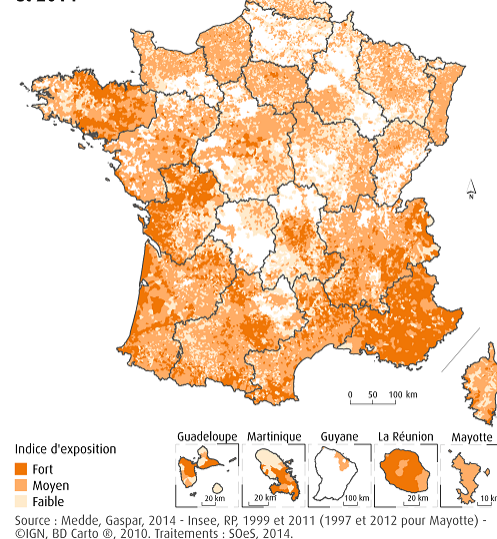 N
0 50 100 km
Guadeloupe Martinique Guyane La Réunion Mayotte
Indice d'exposition
Fort
Moyen
Faible
20 km 20 km 100 km 20 km 10 k
Source : Medde, Gaspar, 2014 - Insee, RP, 1999 et 2011 (1997 et 2012 pour Mayotte) -
©IGN, BD Carto ®, 2010. Traitements : SOeS, 2014.